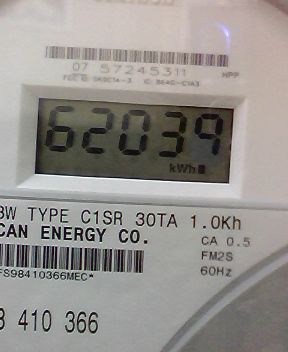 07 57245311 HPP
62039
kWh
3W TYPE C1SR 30TA 1.0Kh
CAN ENERGY CO.
CA 0.5
FM2S
FS98410366MEC*
60Hz
3 410 366